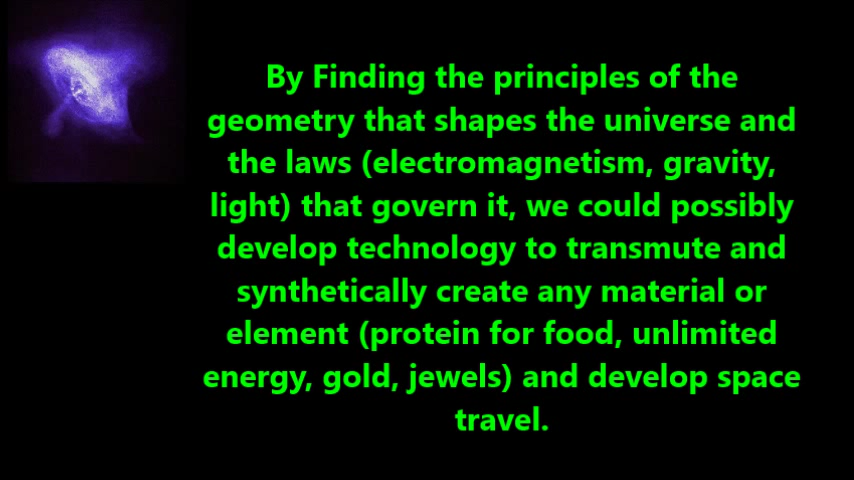 By Finding the principles of the
geometry that shapes the universe and
the laws (electromagnetism, gravity,
light) that govern it, we could possibly
develop technology to transmute and
synthetically create any material or
element (protein for food, unlimited
energy, gold, jewels) and develop space
travel.